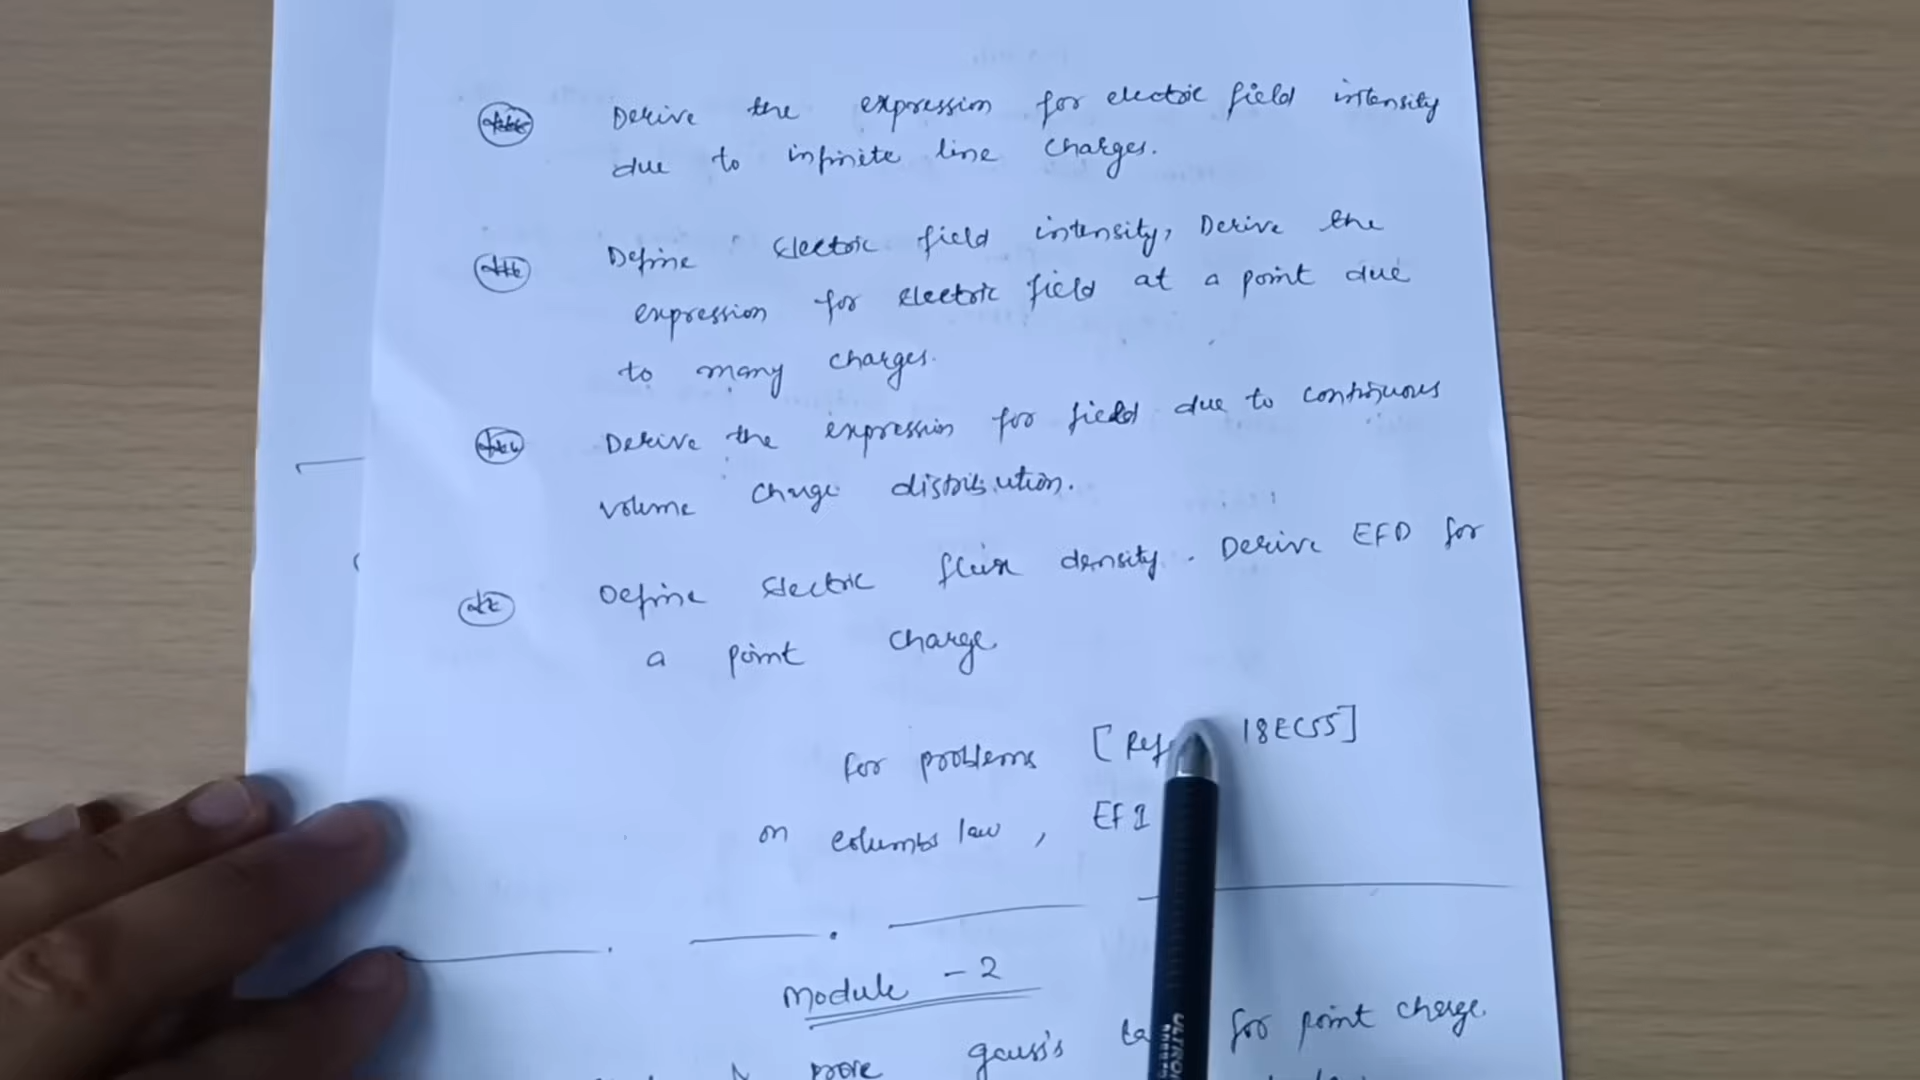 Derive the expression for electric field intensity
due to infinite line charges.
Define Electric field intensity, Derive the
expression for electric field at a point due
to many charges.
Derive the expression for field due to continuous
volume charge distribution.
Define Electric flux density. Derive EFD for
a point charge
for problems [Ref 18EC55]
on columbs law, EFI
Module - 2
prove gauss's for point charge